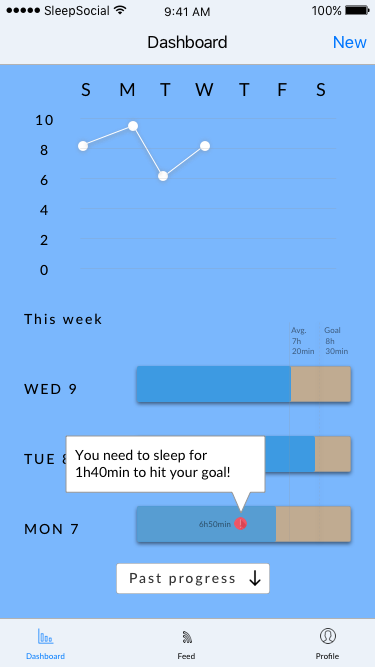 SleepSocial 9:41 AM 100%
Dashboard New
S M T W T F S
10
8
6
4
2
0
This week
Avg. Goal
7h 8h
20min 30min
WED 9
TUE
You need to sleep for
1h40min to hit your goal!
6h50min
MON 7
Past progress
Dashboard Feed Profile